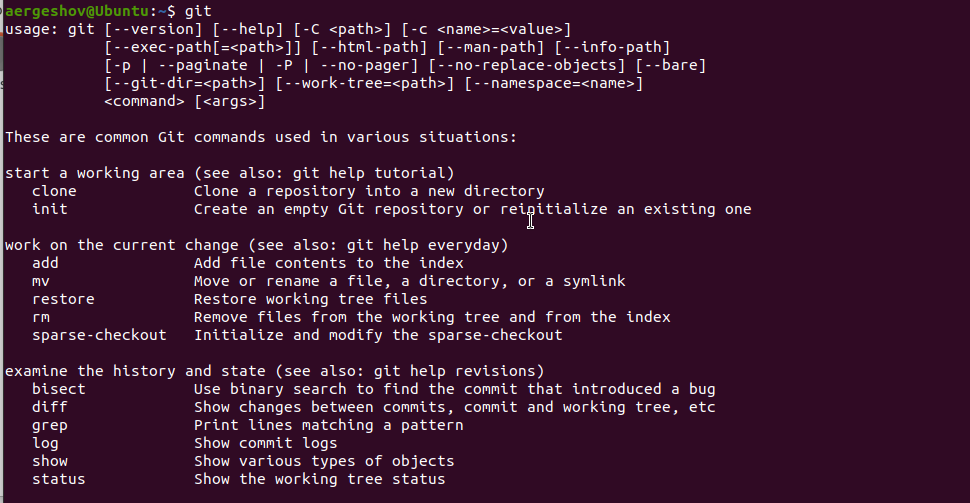 aergeshov@Ubuntu:~$ git
usage: git [--version] [--help] [-C <path>] [-c <name>=<value>]
           [--exec-path[=<path>]] [--html-path] [--man-path] [--info-path]
           [-p | --paginate | -P | --no-pager] [--no-replace-objects] [--bare]
           [--git-dir=<path>] [--work-tree=<path>] [--namespace=<name>]
           <command> [<args>]

These are common Git commands used in various situations:

start a working area (see also: git help tutorial)
   clone             Clone a repository into a new directory
   init              Create an empty Git repository or reinitialize an existing one

work on the current change (see also: git help everyday)
   add               Add file contents to the index
   mv                Move or rename a file, a directory, or a symlink
   restore           Restore working tree files
   rm                Remove files from the working tree and from the index
   sparse-checkout   Initialize and modify the sparse-checkout

examine the history and state (see also: git help revisions)
   bisect            Use binary search to find the commit that introduced a bug
   diff              Show changes between commits, commit and working tree, etc
   grep              Print lines matching a pattern
   log               Show commit logs
   show              Show various types of objects
   status            Show the working tree status